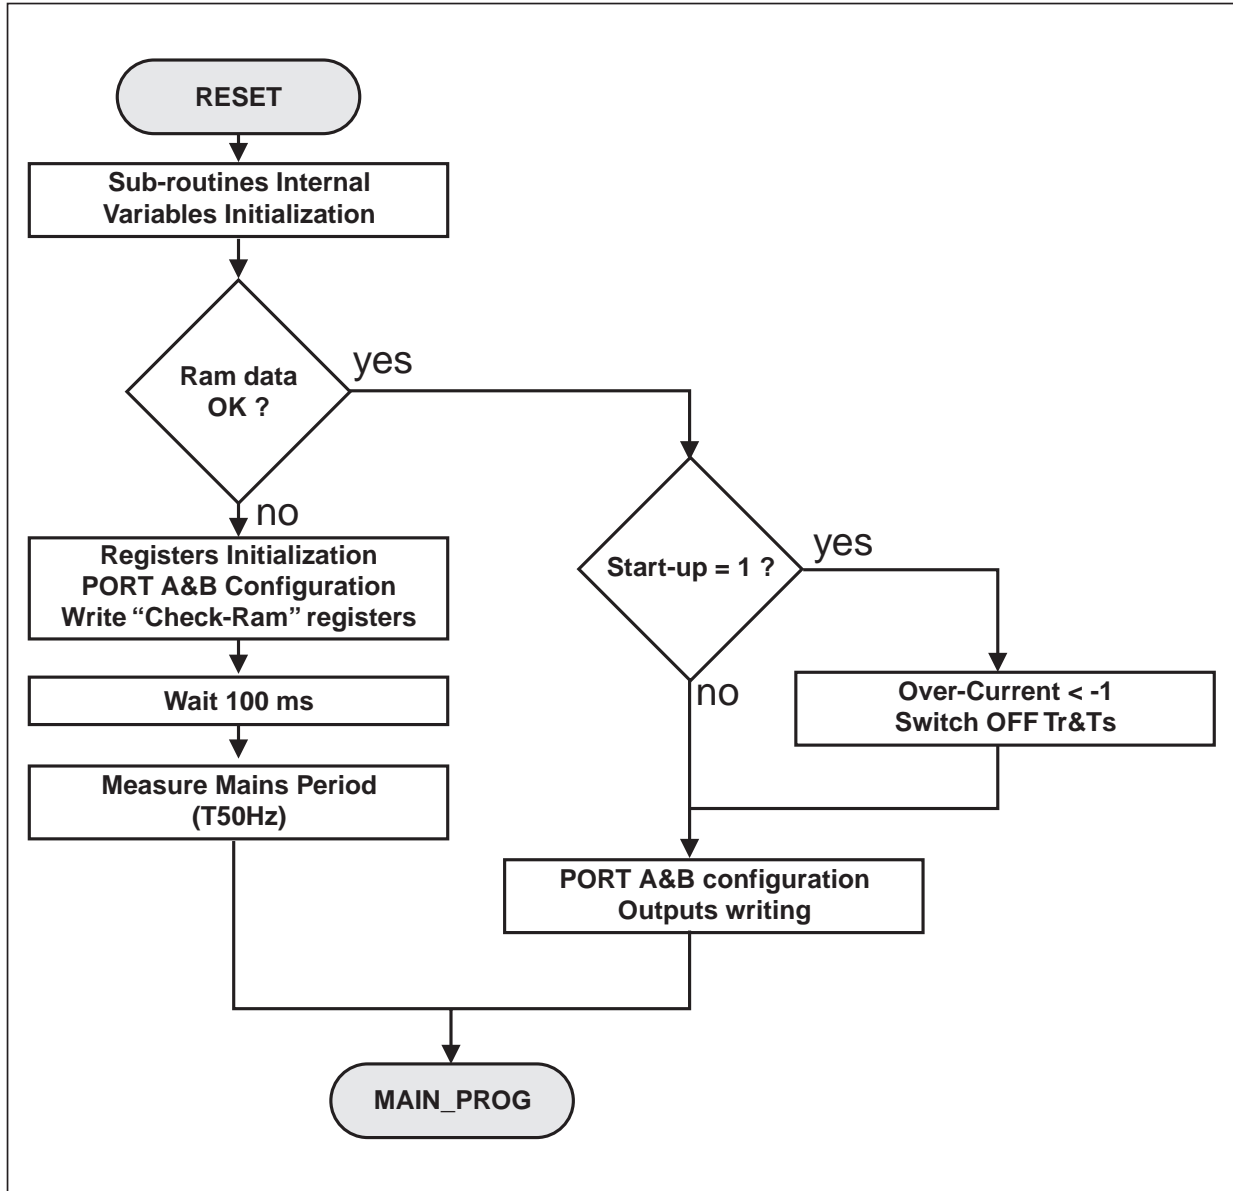 RESET
Sub-routines Internal
Variables Initialization
Ram data
OK ?
yes
no
Registers Initialization
PORT A&B Configuration
Write “Check-Ram” registers
Wait 100 ms
Measure Mains Period
(T50Hz)
Start-up = 1 ?
yes
no
Over-Current < -1
Switch OFF Tr&Ts
PORT A&B configuration
Outputs writing
MAIN_PROG